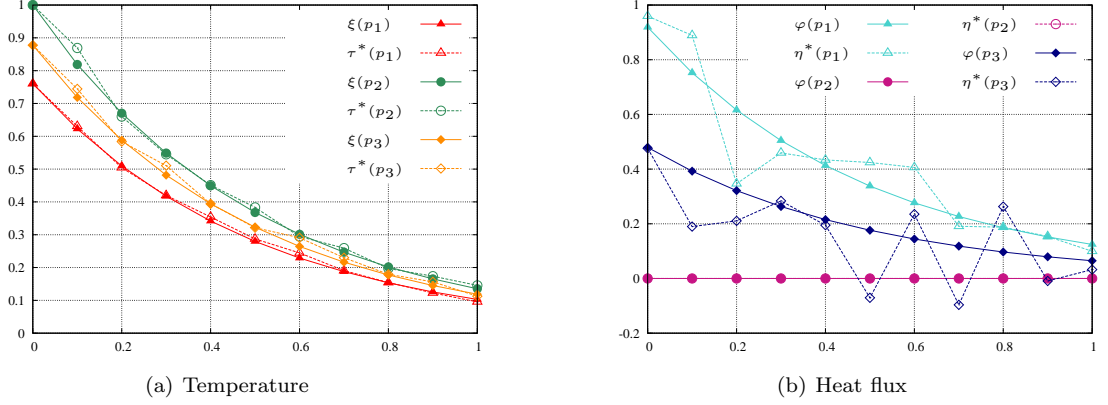 1
0.9
0.8
0.7
0.6
0.5
0.4
0.3
0.2
0.1
0
0 0.2 0.4 0.6 0.8 1
ξ(p₁)
τ*(p₁)
ξ(p₂)
τ*(p₂)
ξ(p₃)
τ*(p₃)
(a) Temperature
1
0.8
0.6
0.4
0.2
0
-0.2
0 0.2 0.4 0.6 0.8 1
φ(p₁) η*(p₂)
η*(p₁) φ(p₃)
φ(p₂) η*(p₃)
(b) Heat flux